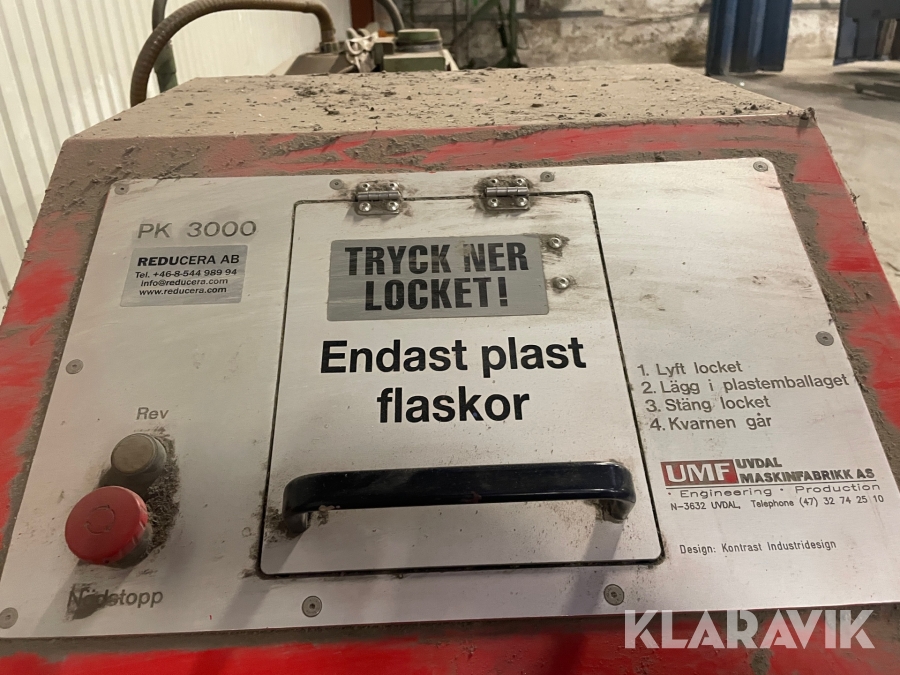 PK 3000
REDUCERA AB
Tel. +46-8-544 989 94
info@reducera.com
www.reducera.com
TRYCK NER
LOCKET!
Endast plast
flaskor
1. Lyft locket
2. Lägg i plastemballaget
3. Stäng locket
4. Kvarnen går
Rev
Nödstopp
UMF UVDAL
MASKINFABRIKK AS
• Engineering • Production
N-3632 UVDAL, Telephone (47) 32 74 25 10
Design: Kontrast Industridesign
KLARAVIK